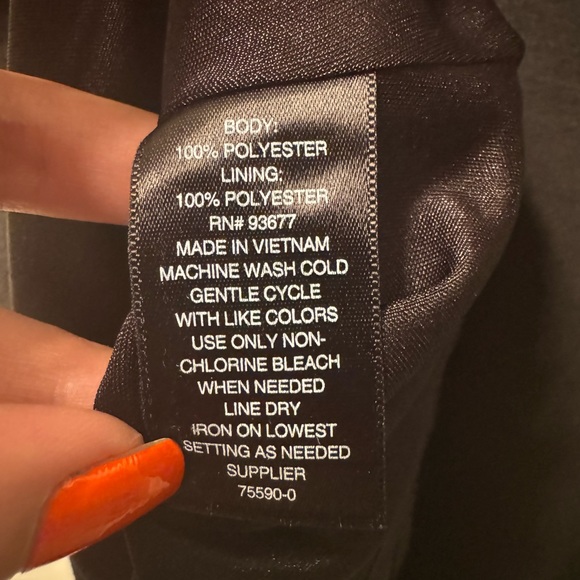 BODY:
100% POLYESTER
LINING:
100% POLYESTER
RN# 93677
MADE IN VIETNAM
MACHINE WASH COLD
GENTLE CYCLE
WITH LIKE COLORS
USE ONLY NON-
CHLORINE BLEACH
WHEN NEEDED
LINE DRY
IRON ON LOWEST
SETTING AS NEEDED
SUPPLIER
75590-0